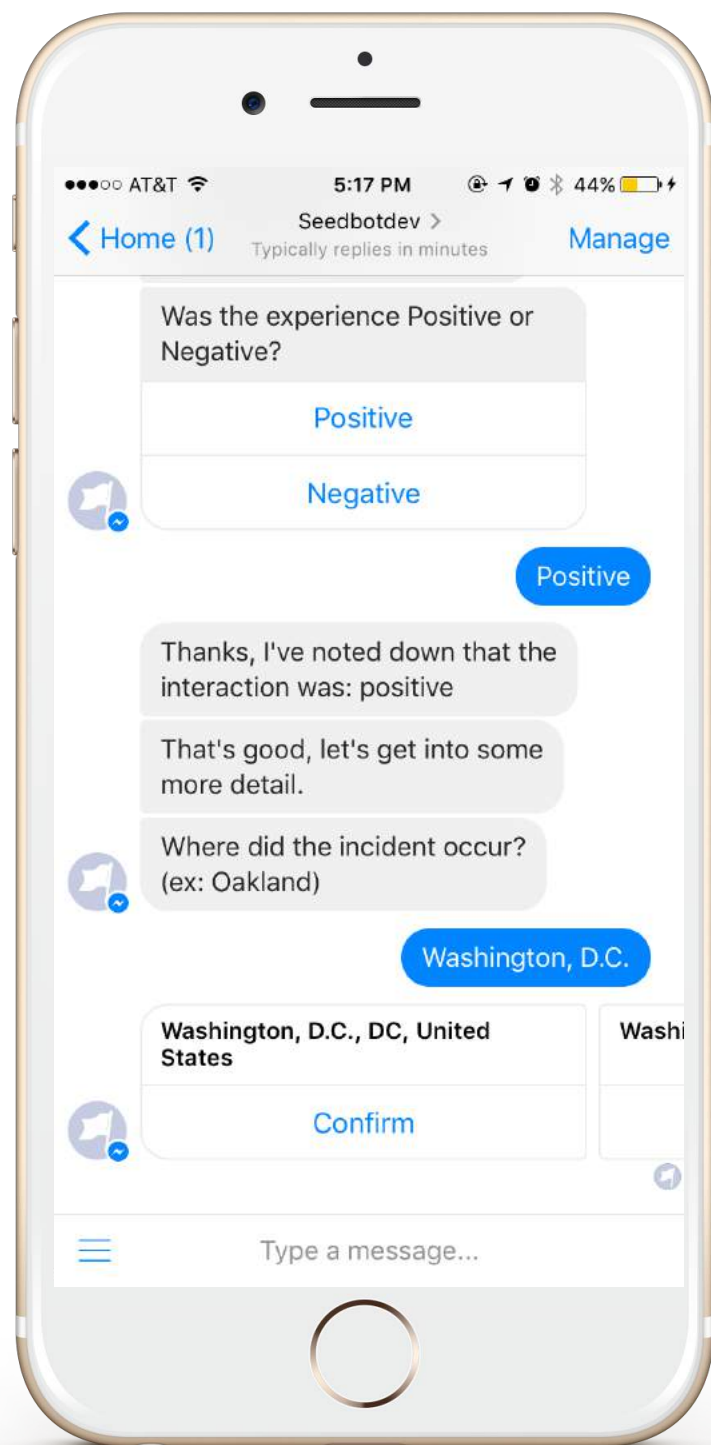 AT&T 5:17 PM 44%
Home (1) Seedbotdev Manage
Typically replies in minutes
Was the experience Positive or
Negative?
Positive
Negative
Positive
Thanks, I've noted down that the
interaction was: positive
That's good, let's get into some
more detail.
Where did the incident occur?
(ex: Oakland)
Washington, D.C.
Washington, D.C., DC, United
States
Washi
Confirm
Type a message...